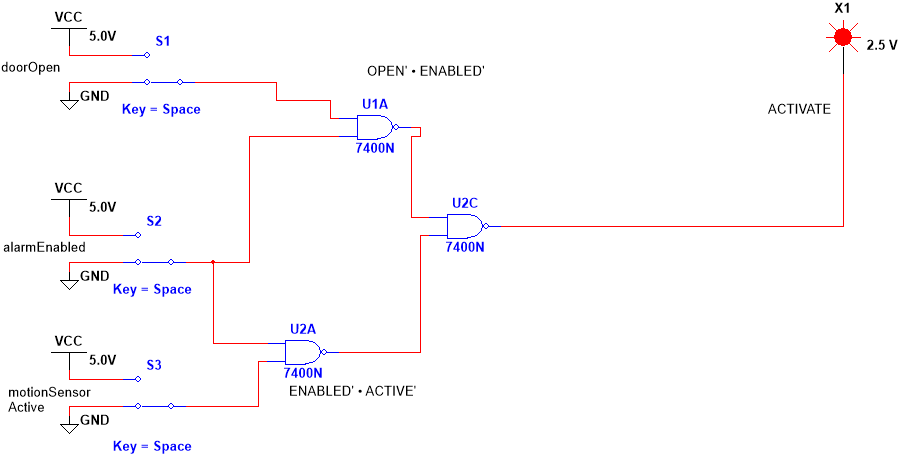 X1
2.5 V
VCC
5.0V
S1
doorOpen
GND
Key = Space
OPEN' • ENABLED'
U1A
7400N
ACTIVATE
VCC
5.0V
S2
alarmEnabled
GND
Key = Space
U2C
7400N
VCC
5.0V
S3
motionSensor
Active
GND
Key = Space
U2A
7400N
ENABLED' • ACTIVE'